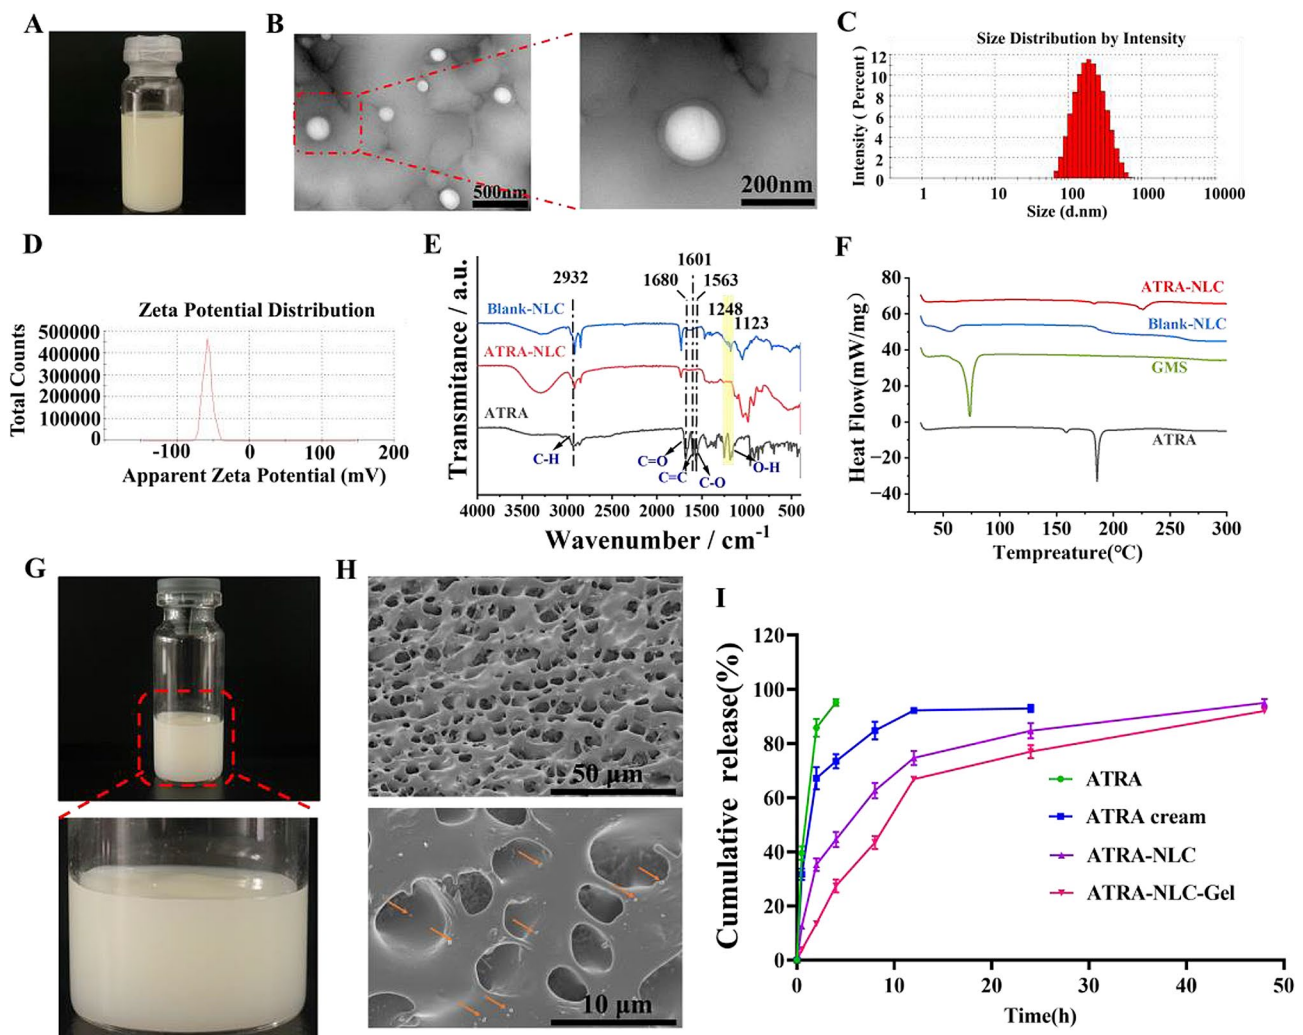 A
B
500nm
200nm
C
Size Distribution by Intensity
Intensity ( Percent )
12
10
8
6
4
2
0
1
10
100
1000
10000
Size (d.nm)
D
Zeta Potential Distribution
Total Counts
500000
400000
300000
200000
100000
0
-100
0
100
200
Apparent Zeta Potential (mV)
E
Transmitance / a.u.
2932
1680
1601
1563
1248
1123
Blank-NLC
ATRA-NLC
ATRA
C-H
C=O
C=C
C-O
O-H
4000
3500
3000
2500
2000
1500
1000
500
Wavenumber / cm-1
F
Heat Flow(mW/mg)
80
60
40
20
0
−20
−40
ATRA-NLC
Blank-NLC
GMS
ATRA
50
100
150
200
250
300
Tempreature(°C)
G
H
50 μm
10 μm
I
Cumulative release(%)
120
100
80
60
40
20
0
ATRA
ATRA cream
ATRA-NLC
ATRA-NLC-Gel
0
10
20
30
40
50
Time(h)